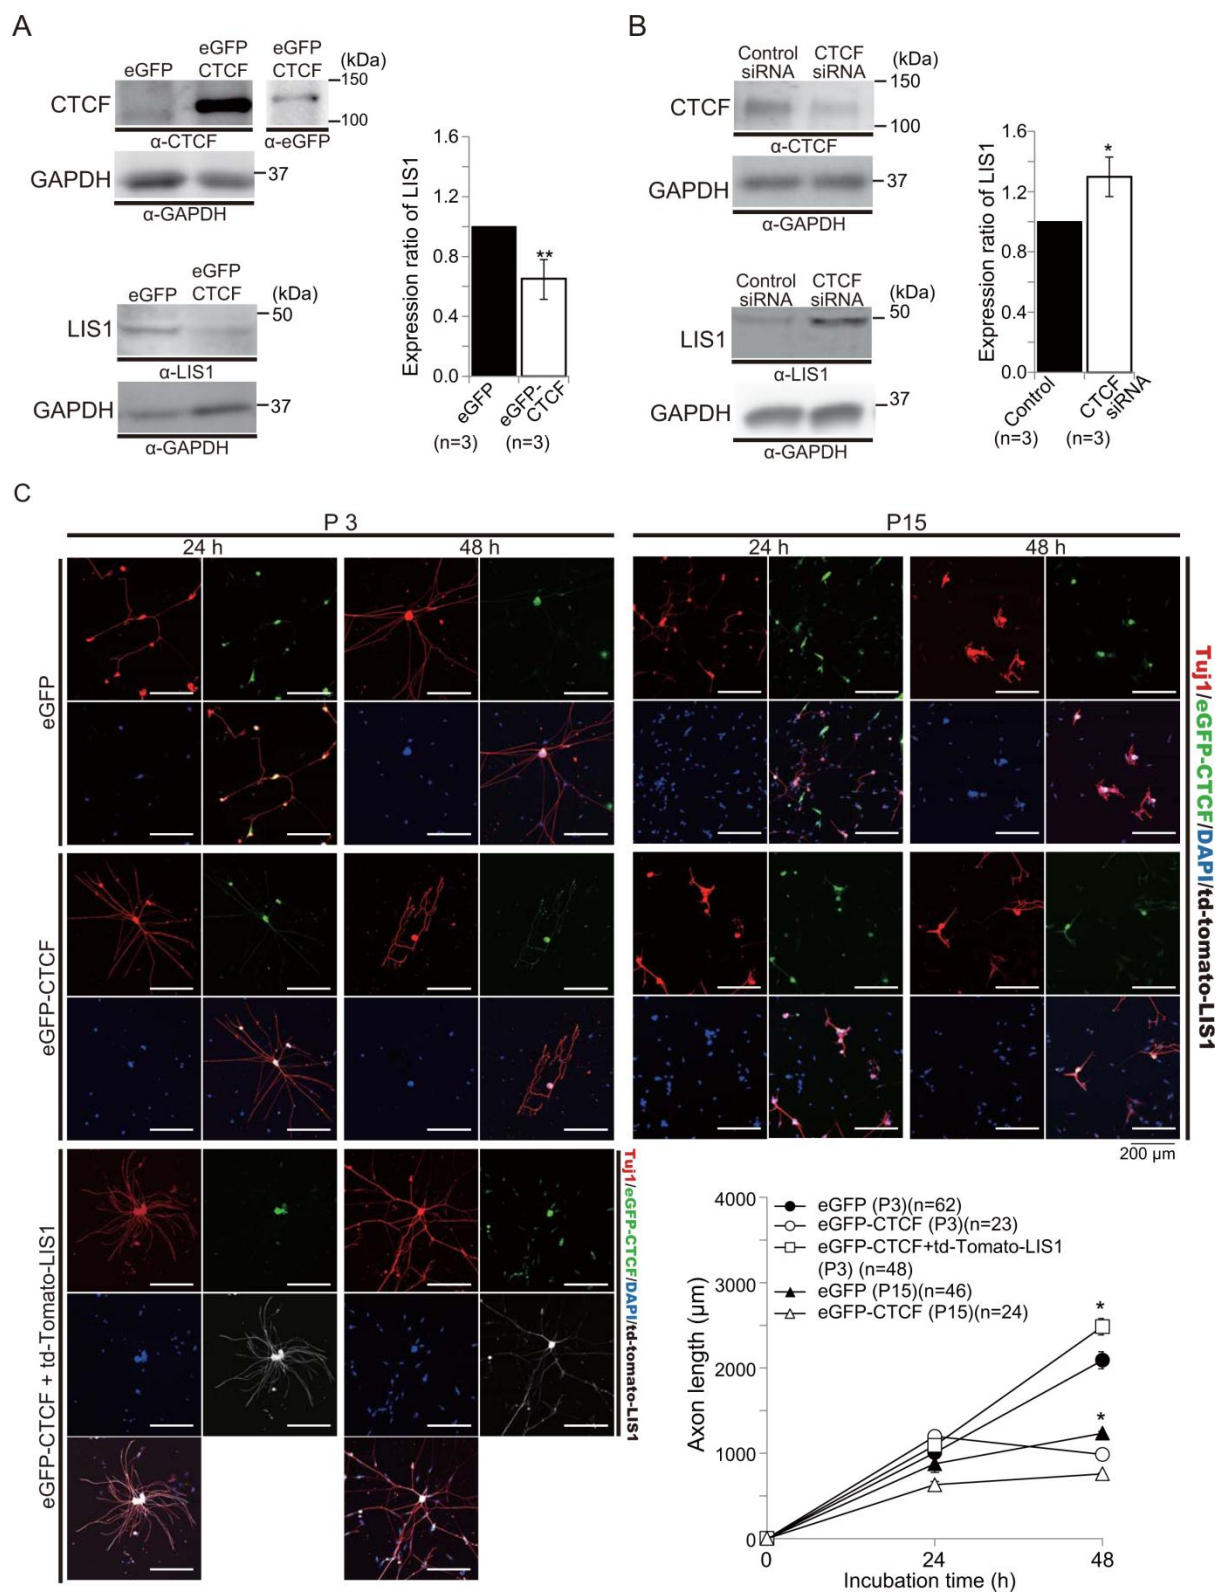 A
eGFP
eGFP
CTCF
eGFP
CTCF
(kDa)
CTCF
150
100
α-CTCF
α-eGFP
GAPDH
37
α-GAPDH
eGFP
eGFP
CTCF
(kDa)
LIS1
50
α-LIS1
GAPDH
37
α-GAPDH
Expression ratio of LIS1
1.6
1.2
0.8
0.4
0.0
**
eGFP
eGFP-
CTCF
(n=3)
(n=3)
B
Control
siRNA
CTCF
siRNA
(kDa)
CTCF
150
100
α-CTCF
GAPDH
37
α-GAPDH
Control
siRNA
CTCF
siRNA
(kDa)
LIS1
50
α-LIS1
GAPDH
37
α-GAPDH
Expression ratio of LIS1
1.6
1.2
0.8
0.4
0.0
*
Control
CTCF
siRNA
(n=3)
(n=3)
C
P 3
P15
24 h
48 h
24 h
48 h
eGFP
eGFP-CTCF
eGFP-CTCF + td-Tomato-LIS1
Tuj1/eGFP-CTCF/DAPI/td-tomato-LIS1
Tuj1/eGFP-CTCF/DAPI/td-tomato-LIS1
200 μm
Axon length (μm)
4000
3000
2000
1000
0
eGFP (P3)(n=62)
eGFP-CTCF (P3)(n=23)
eGFP-CTCF+td-Tomato-LIS1
(P3) (n=48)
eGFP (P15)(n=46)
eGFP-CTCF (P15)(n=24)
*
*
0
24
48
Incubation time (h)